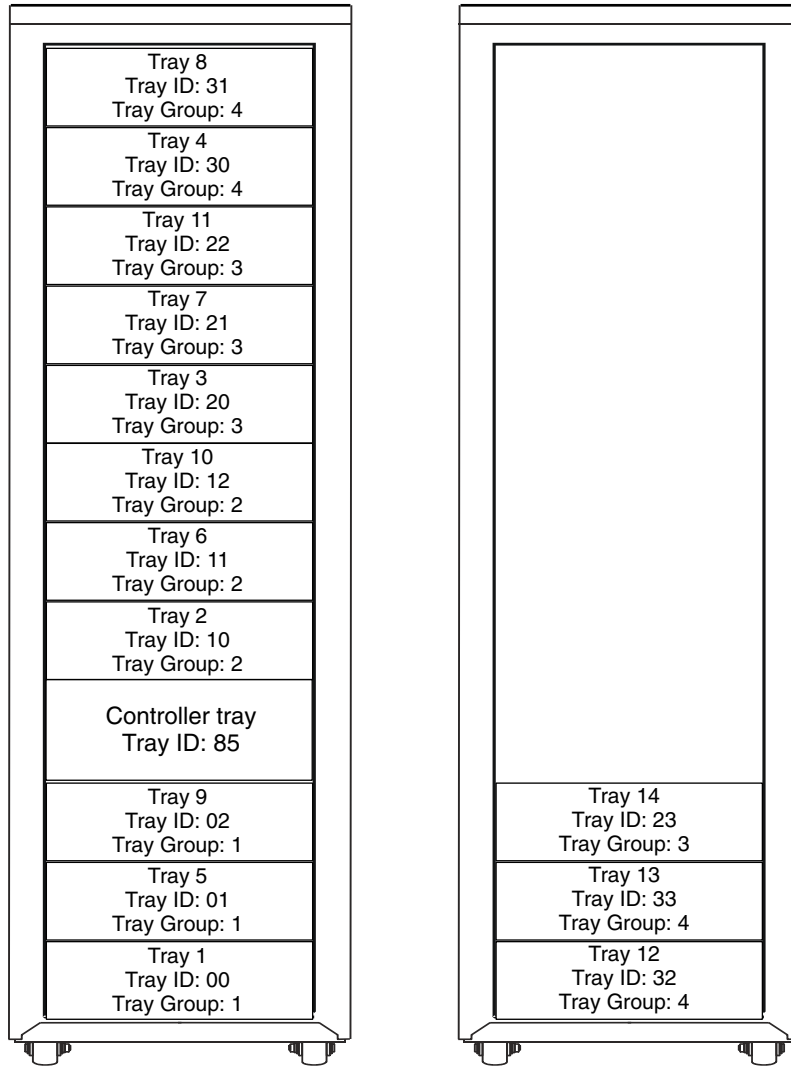 Tray 8
Tray ID: 31
Tray Group: 4
Tray 4
Tray ID: 30
Tray Group: 4
Tray 11
Tray ID: 22
Tray Group: 3
Tray 7
Tray ID: 21
Tray Group: 3
Tray 3
Tray ID: 20
Tray Group: 3
Tray 10
Tray ID: 12
Tray Group: 2
Tray 6
Tray ID: 11
Tray Group: 2
Tray 2
Tray ID: 10
Tray Group: 2
Controller tray
Tray ID: 85
Tray 9
Tray ID: 02
Tray Group: 1
Tray 5
Tray ID: 01
Tray Group: 1
Tray 1
Tray ID: 00
Tray Group: 1
Tray 14
Tray ID: 23
Tray Group: 3
Tray 13
Tray ID: 33
Tray Group: 4
Tray 12
Tray ID: 32
Tray Group: 4